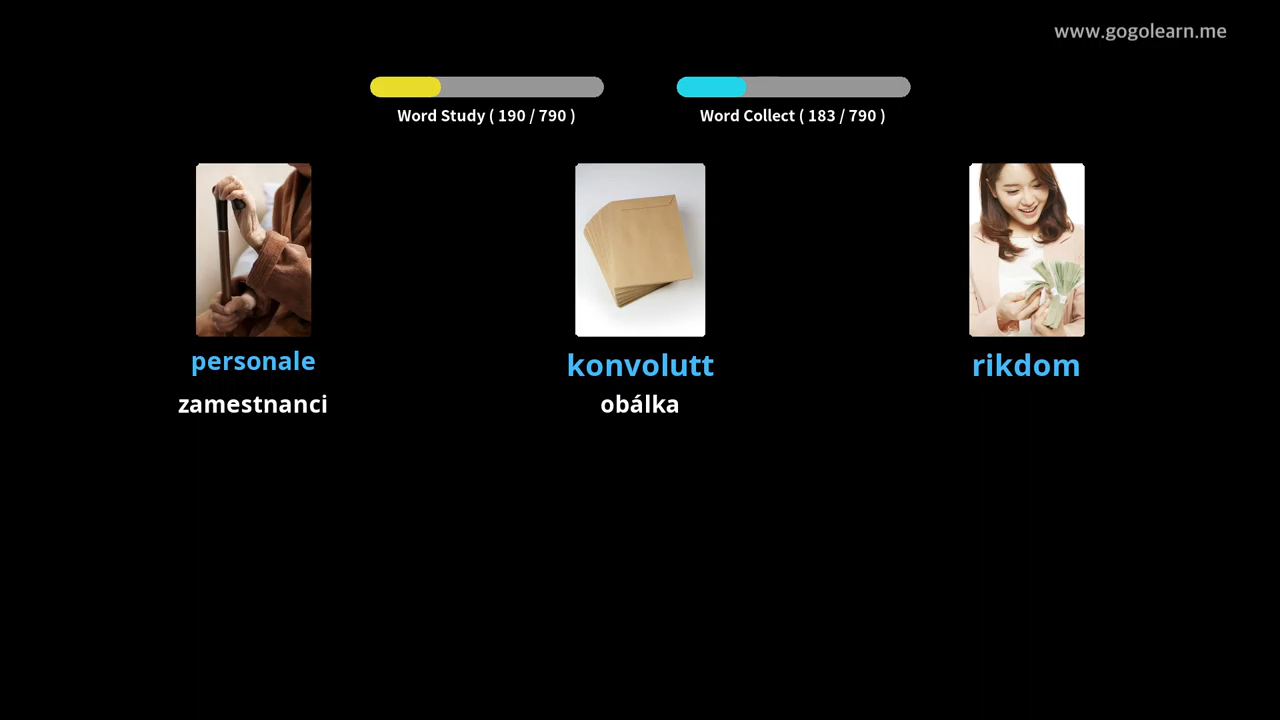 www.gogolearn.me
Word Study ( 190 / 790 )
Word Collect ( 183 / 790 )
personale
konvolutt
rikdom
zamestnanci
obálka